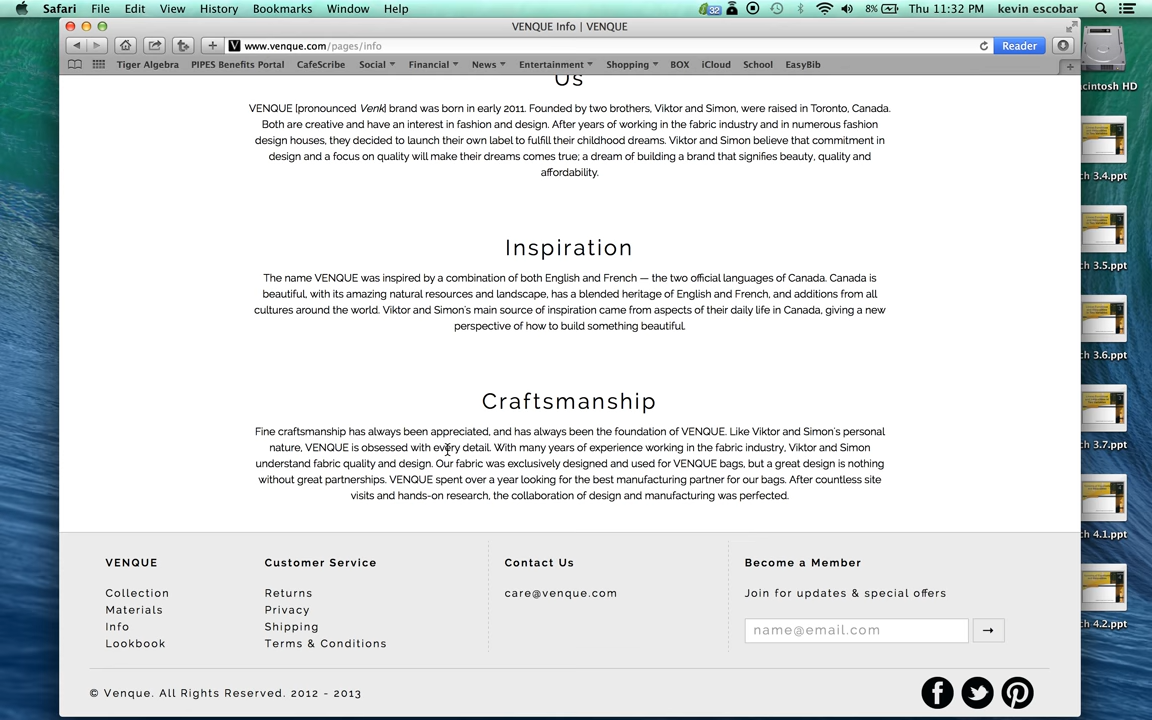 Safari File Edit View History Bookmarks Window Help 32 8% Thu 11:32 PM kevin escobar
VENQUE Info | VENQUE
V www.venque.com/pages/info Reader
Tiger Algebra PIPES Benefits Portal CafeScribe Social Financial News Entertainment Shopping BOX iCloud School EasyBib
Us
VENQUE [pronounced Venk] brand was born in early 2011. Founded by two brothers, Viktor and Simon, were raised in Toronto, Canada.
Both are creative and have an interest in fashion and design. After years of working in the fabric industry and in numerous fashion
design houses, they decided to launch their own label to fulfill their childhood dreams. Viktor and Simon believe that commitment in
design and a focus on quality will make their dreams comes true; a dream of building a brand that signifies beauty, quality and
affordability.
Inspiration
The name VENQUE was inspired by a combination of both English and French — the two official languages of Canada. Canada is
beautiful, with its amazing natural resources and landscape, has a blended heritage of English and French, and additions from all
cultures around the world. Viktor and Simon's main source of inspiration came from aspects of their daily life in Canada, giving a new
perspective of how to build something beautiful.
Craftsmanship
Fine craftsmanship has always been appreciated, and has always been the foundation of VENQUE. Like Viktor and Simon's personal
nature, VENQUE is obsessed with every detail. With many years of experience working in the fabric industry, Viktor and Simon
understand fabric quality and design. Our fabric was exclusively designed and used for VENQUE bags, but a great design is nothing
without great partnerships. VENQUE spent over a year looking for the best manufacturing partner for our bags. After countless site
visits and hands-on research, the collaboration of design and manufacturing was perfected.
VENQUE
Collection
Materials
Info
Lookbook
Customer Service
Returns
Privacy
Shipping
Terms & Conditions
Contact Us
care@venque.com
Become a Member
Join for updates & special offers
name@email.com →
© Venque. All Rights Reserved. 2012 - 2013
acintosh HD
ch 3.4.ppt
ch 3.5.ppt
ch 3.6.ppt
ch 3.7.ppt
ch 4.1.ppt
ch 4.2.ppt